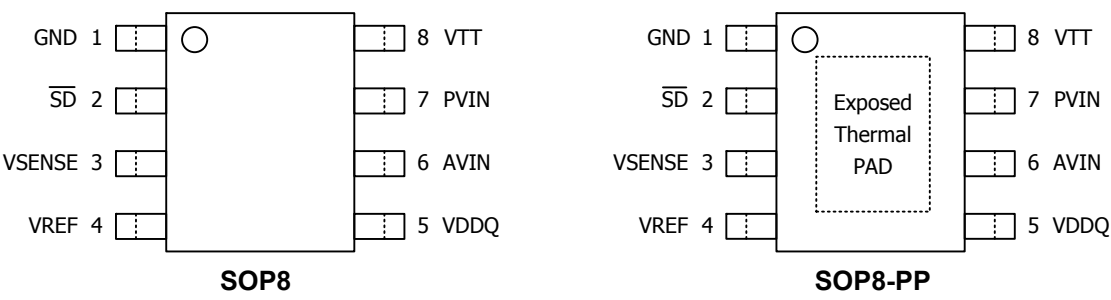 GND 1
8 VTT
SD 2
7 PVIN
VSENSE 3
6 AVIN
VREF 4
5 VDDQ
SOP8
GND 1
8 VTT
SD 2
7 PVIN
VSENSE 3
6 AVIN
VREF 4
5 VDDQ
Exposed
Thermal
PAD
SOP8-PP